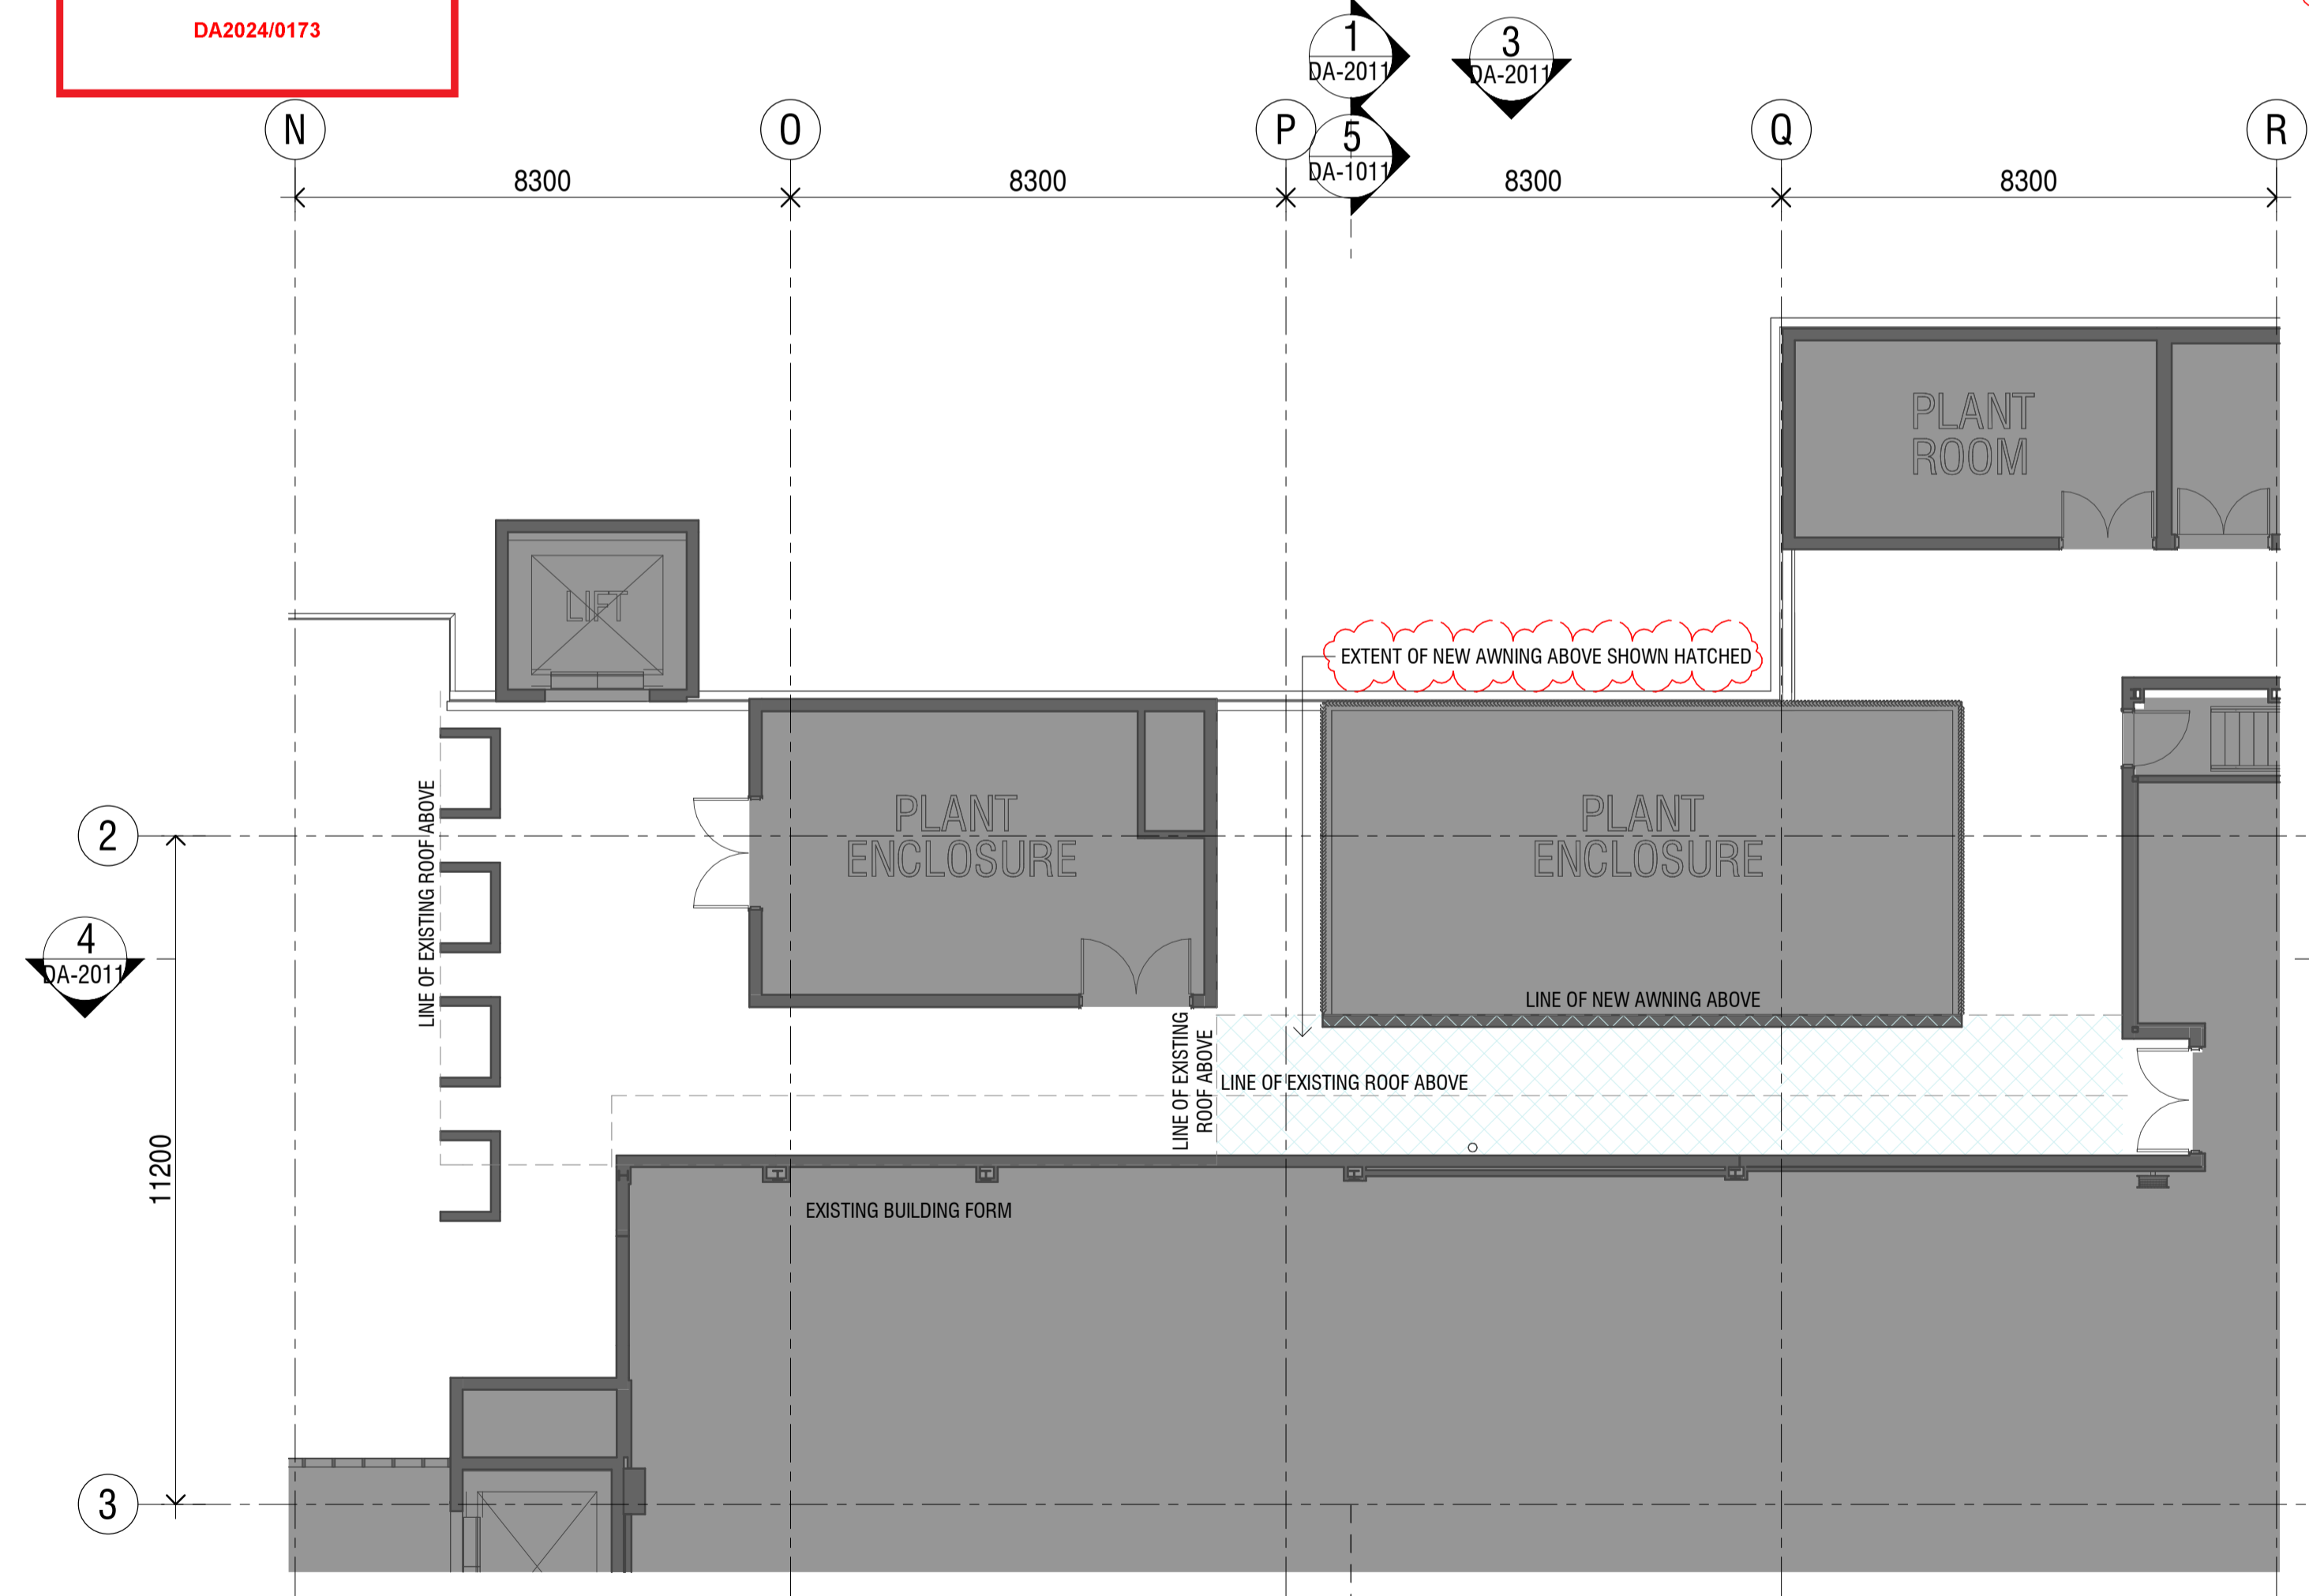 DA2024/0173
1
DA-2011
3
DA-2011
N
O
P
5
DA-1011
Q
R
8300
8300
8300
8300
PLANT
ROOM
LIFT
EXTENT OF NEW AWNING ABOVE SHOWN HATCHED
LINE OF EXISTING ROOF ABOVE
PLANT
ENCLOSURE
PLANT
ENCLOSURE
2
4
DA-2011
LINE OF NEW AWNING ABOVE
LINE OF EXISTING
ROOF ABOVE
LINE OF EXISTING ROOF ABOVE
11200
EXISTING BUILDING FORM
3